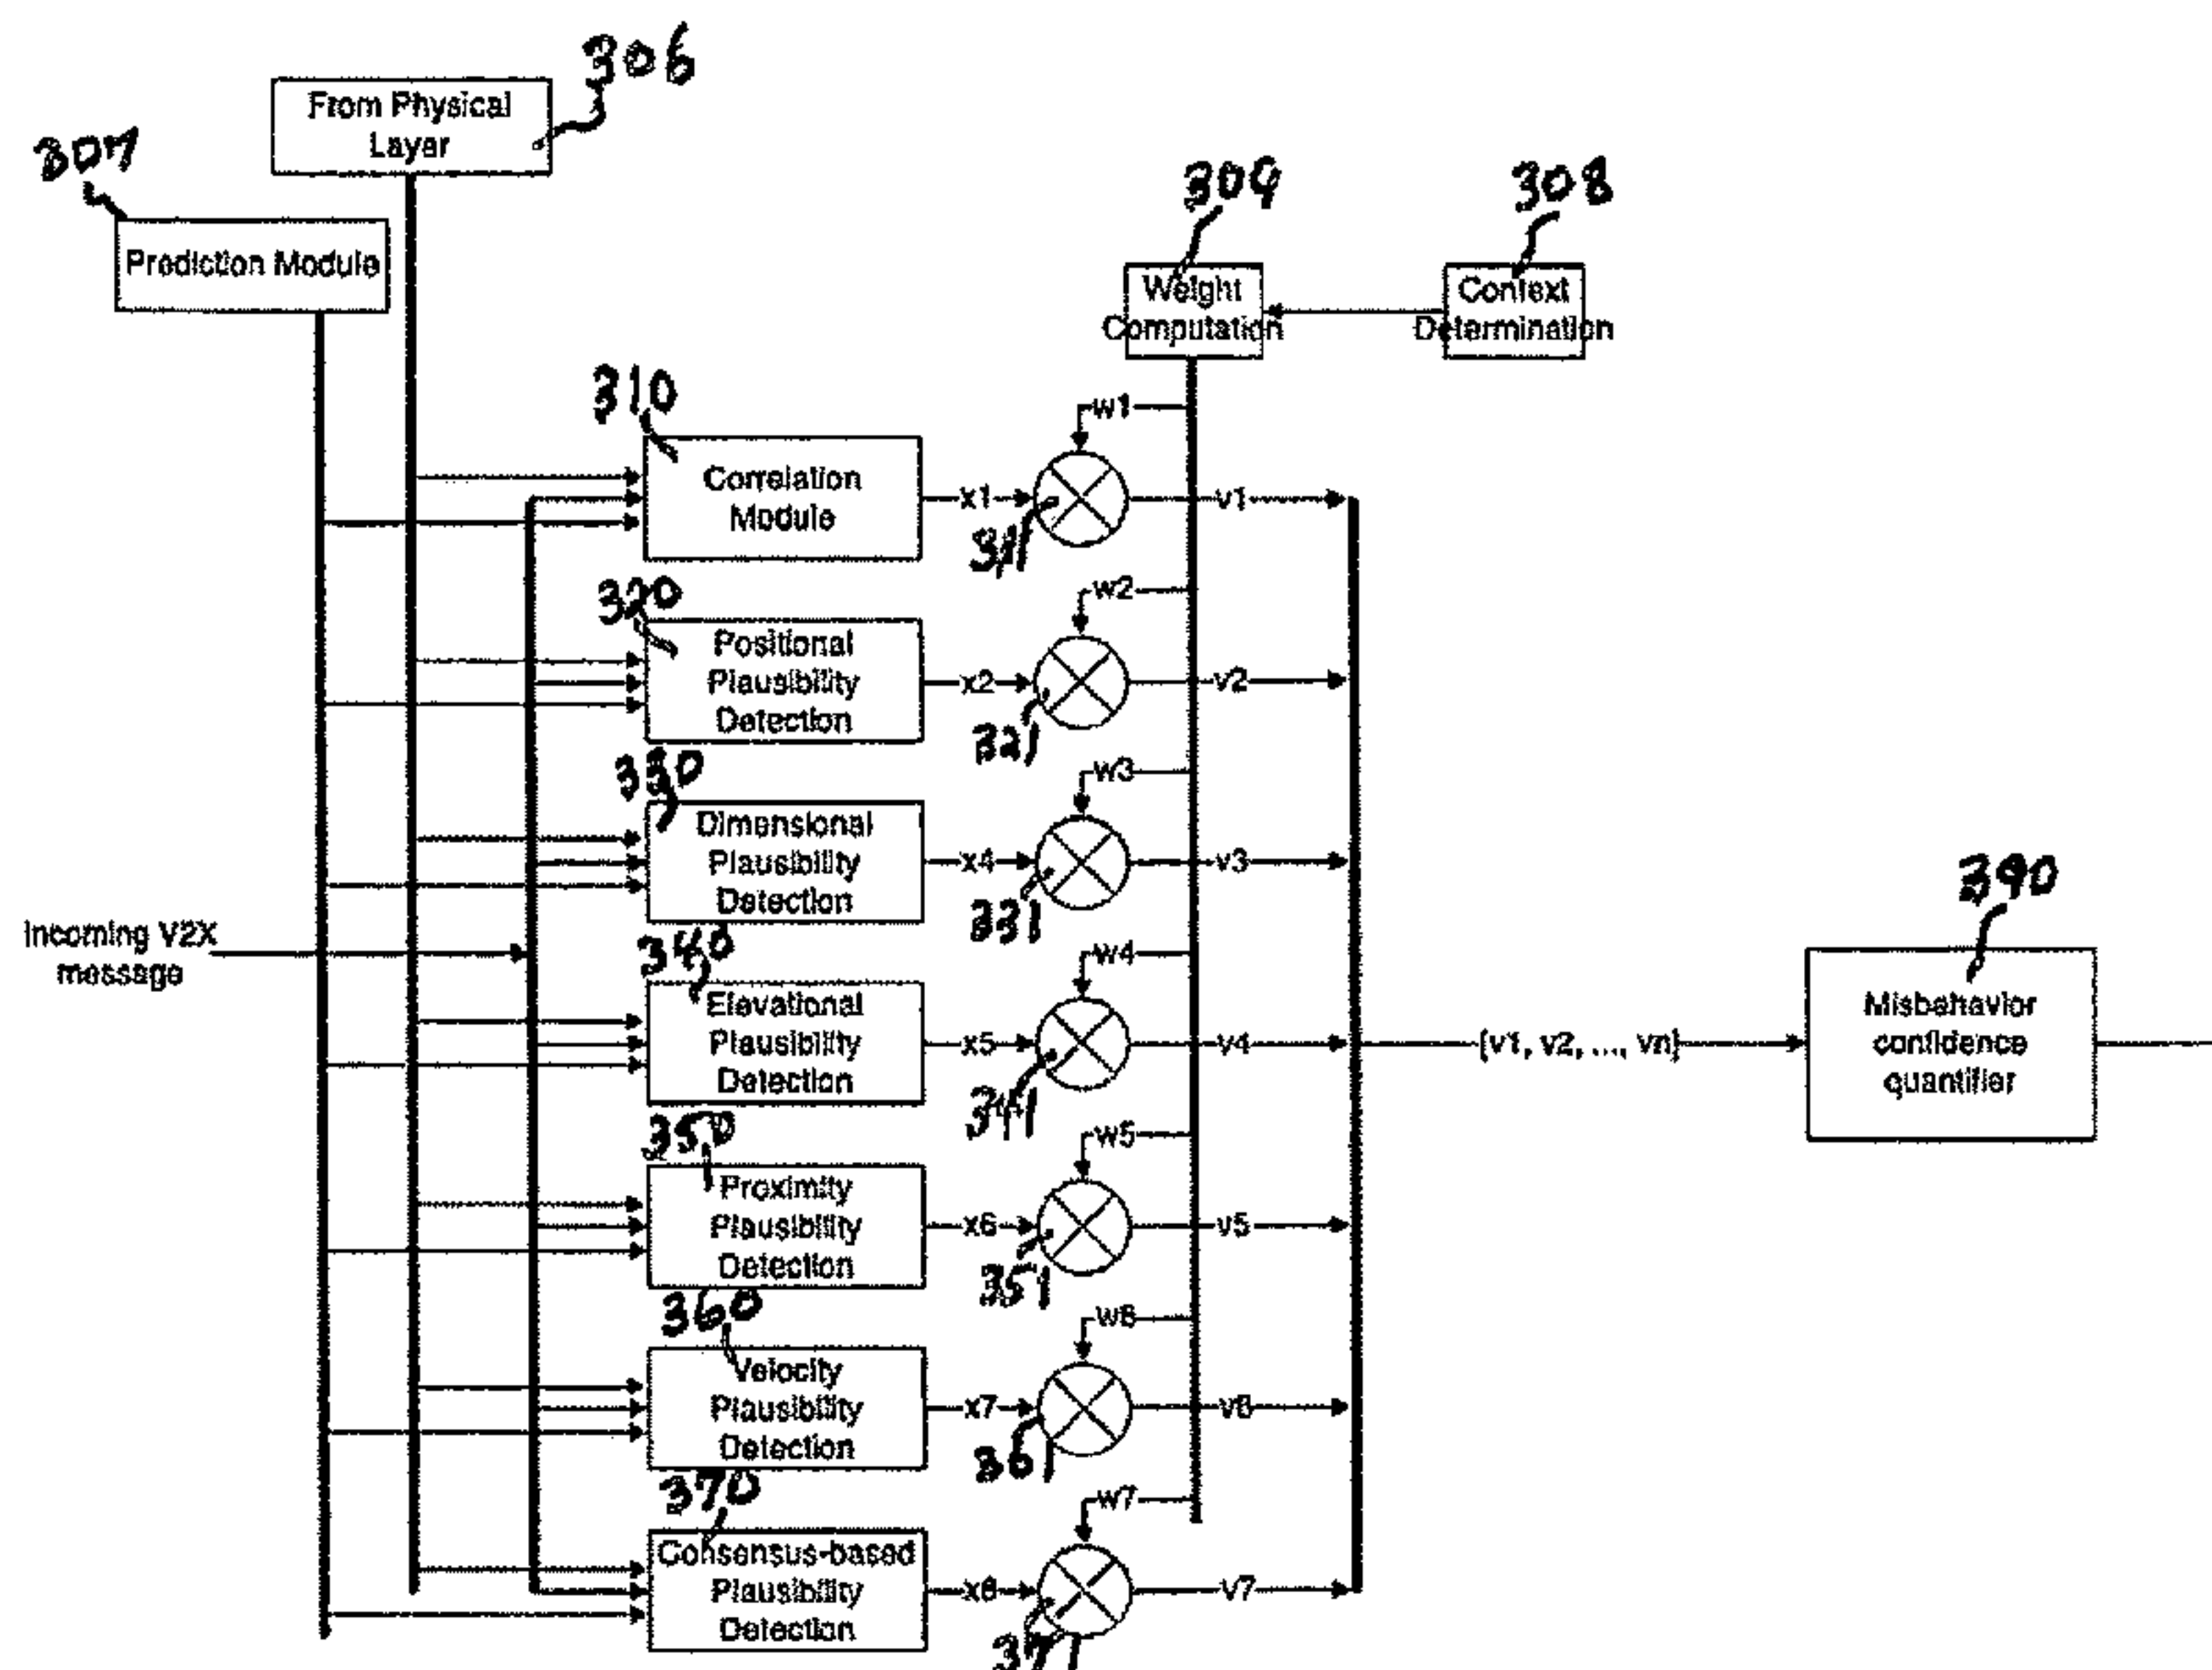 306
From Physical
Layer
307
Prediction Module
309
Weight
Computation
308
Context
Determination
w1
310
Correlation
Module
x1
311
v1
w2
320
Positional
Plausibility
Detection
x2
321
v2
w3
330
Dimensional
Plausibility
Detection
x4
331
v3
Incoming V2X
message
w4
340
Elevational
Plausibility
Detection
x5
341
v4
{v1, v2, ..., vn}
390
Misbehavior
confidence
quantifier
w5
350
Proximity
Plausibility
Detection
x6
351
v5
w6
360
Velocity
Plausibility
Detection
x7
361
v6
w7
370
Consensus-based
Plausibility
Detection
x8
371
v7